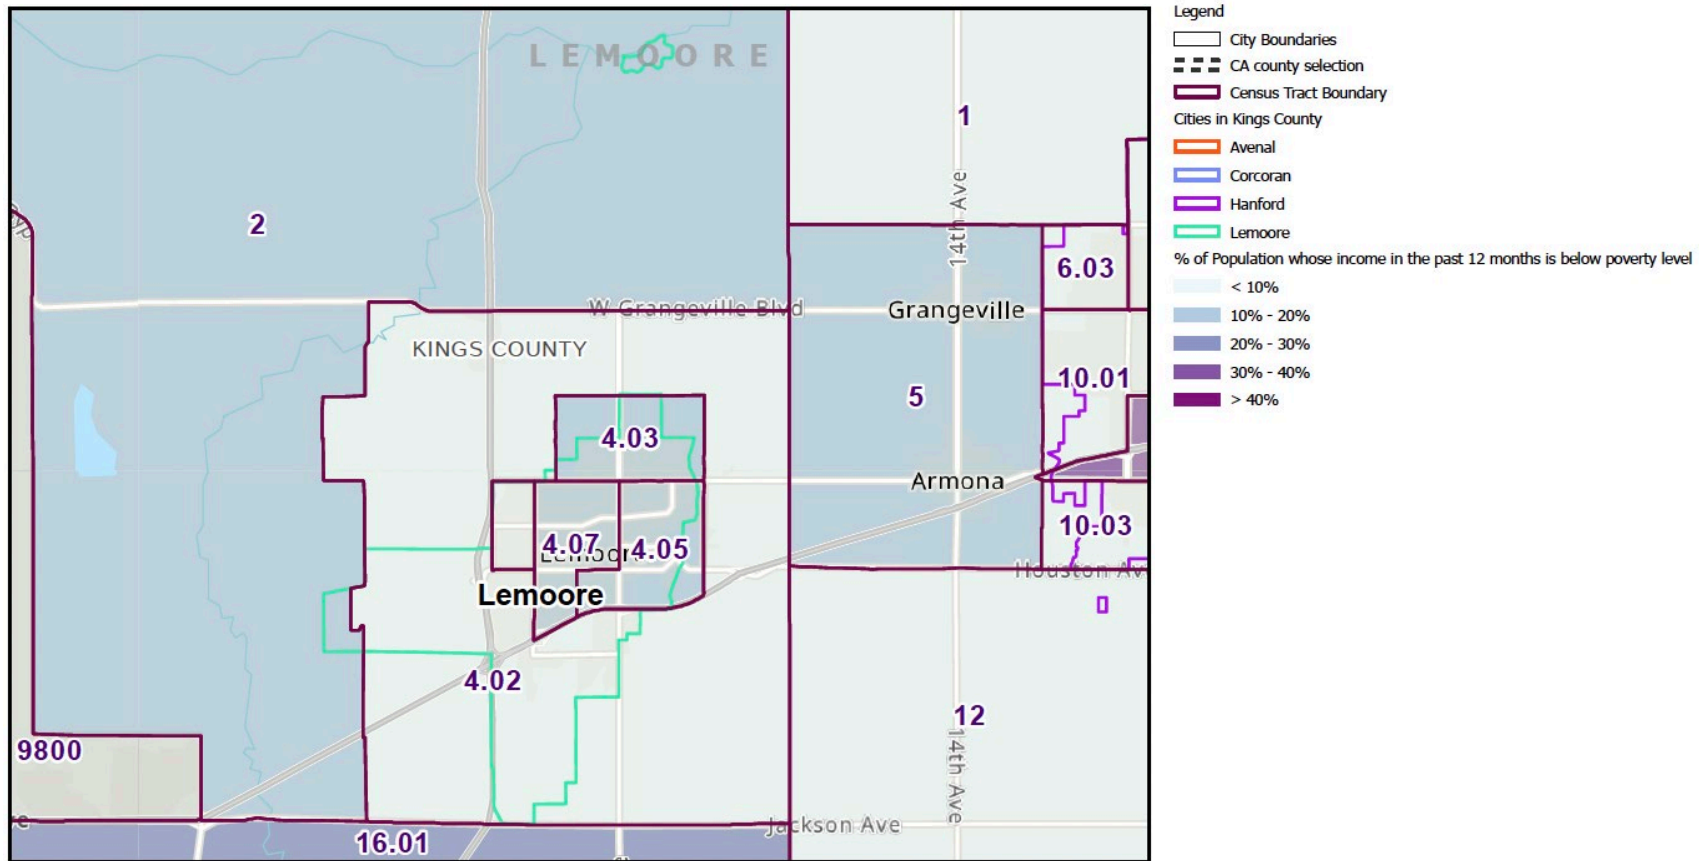 LEMOORE
1
2
14th Ave
6.03
W Grangeville Blvd
Grangeville
KINGS COUNTY
10.01
5
4.03
Armona
10.03
4.07
Lemoore
4.05
Houston Av
Lemoore
4.02
12
9800
14th Ave
Jackson Ave
16.01
Legend
City Boundaries
CA county selection
Census Tract Boundary
Cities in Kings County
Avenal
Corcoran
Hanford
Lemoore
% of Population whose income in the past 12 months is below poverty level
< 10%
10% - 20%
20% - 30%
30% - 40%
> 40%